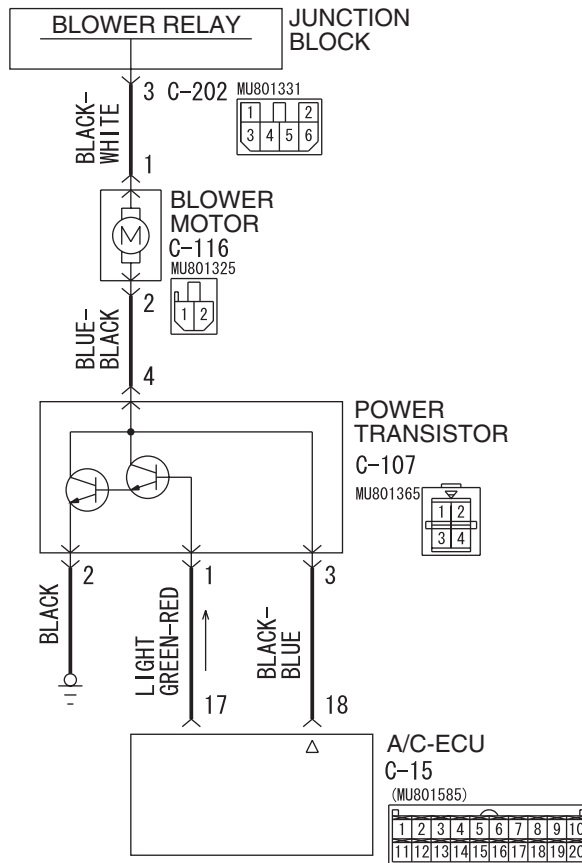 BLOWER RELAY
JUNCTION
BLOCK
3 C-202 MU801331
1 2
3 4 5 6
BLACK-
WHITE
1
BLOWER
MOTOR
C-116
MU801325
M
1 2
2
BLUE-
BLACK
4
POWER
TRANSISTOR
C-107
MU801365
1 2
3 4
2 1 3
BLACK
LIGHT
GREEN-RED
BLACK-
BLUE
17 18
A/C-ECU
C-15
(MU801585)
1 2 3 4 5 6 7 8 9 10
11 12 13 14 15 16 17 18 19 20